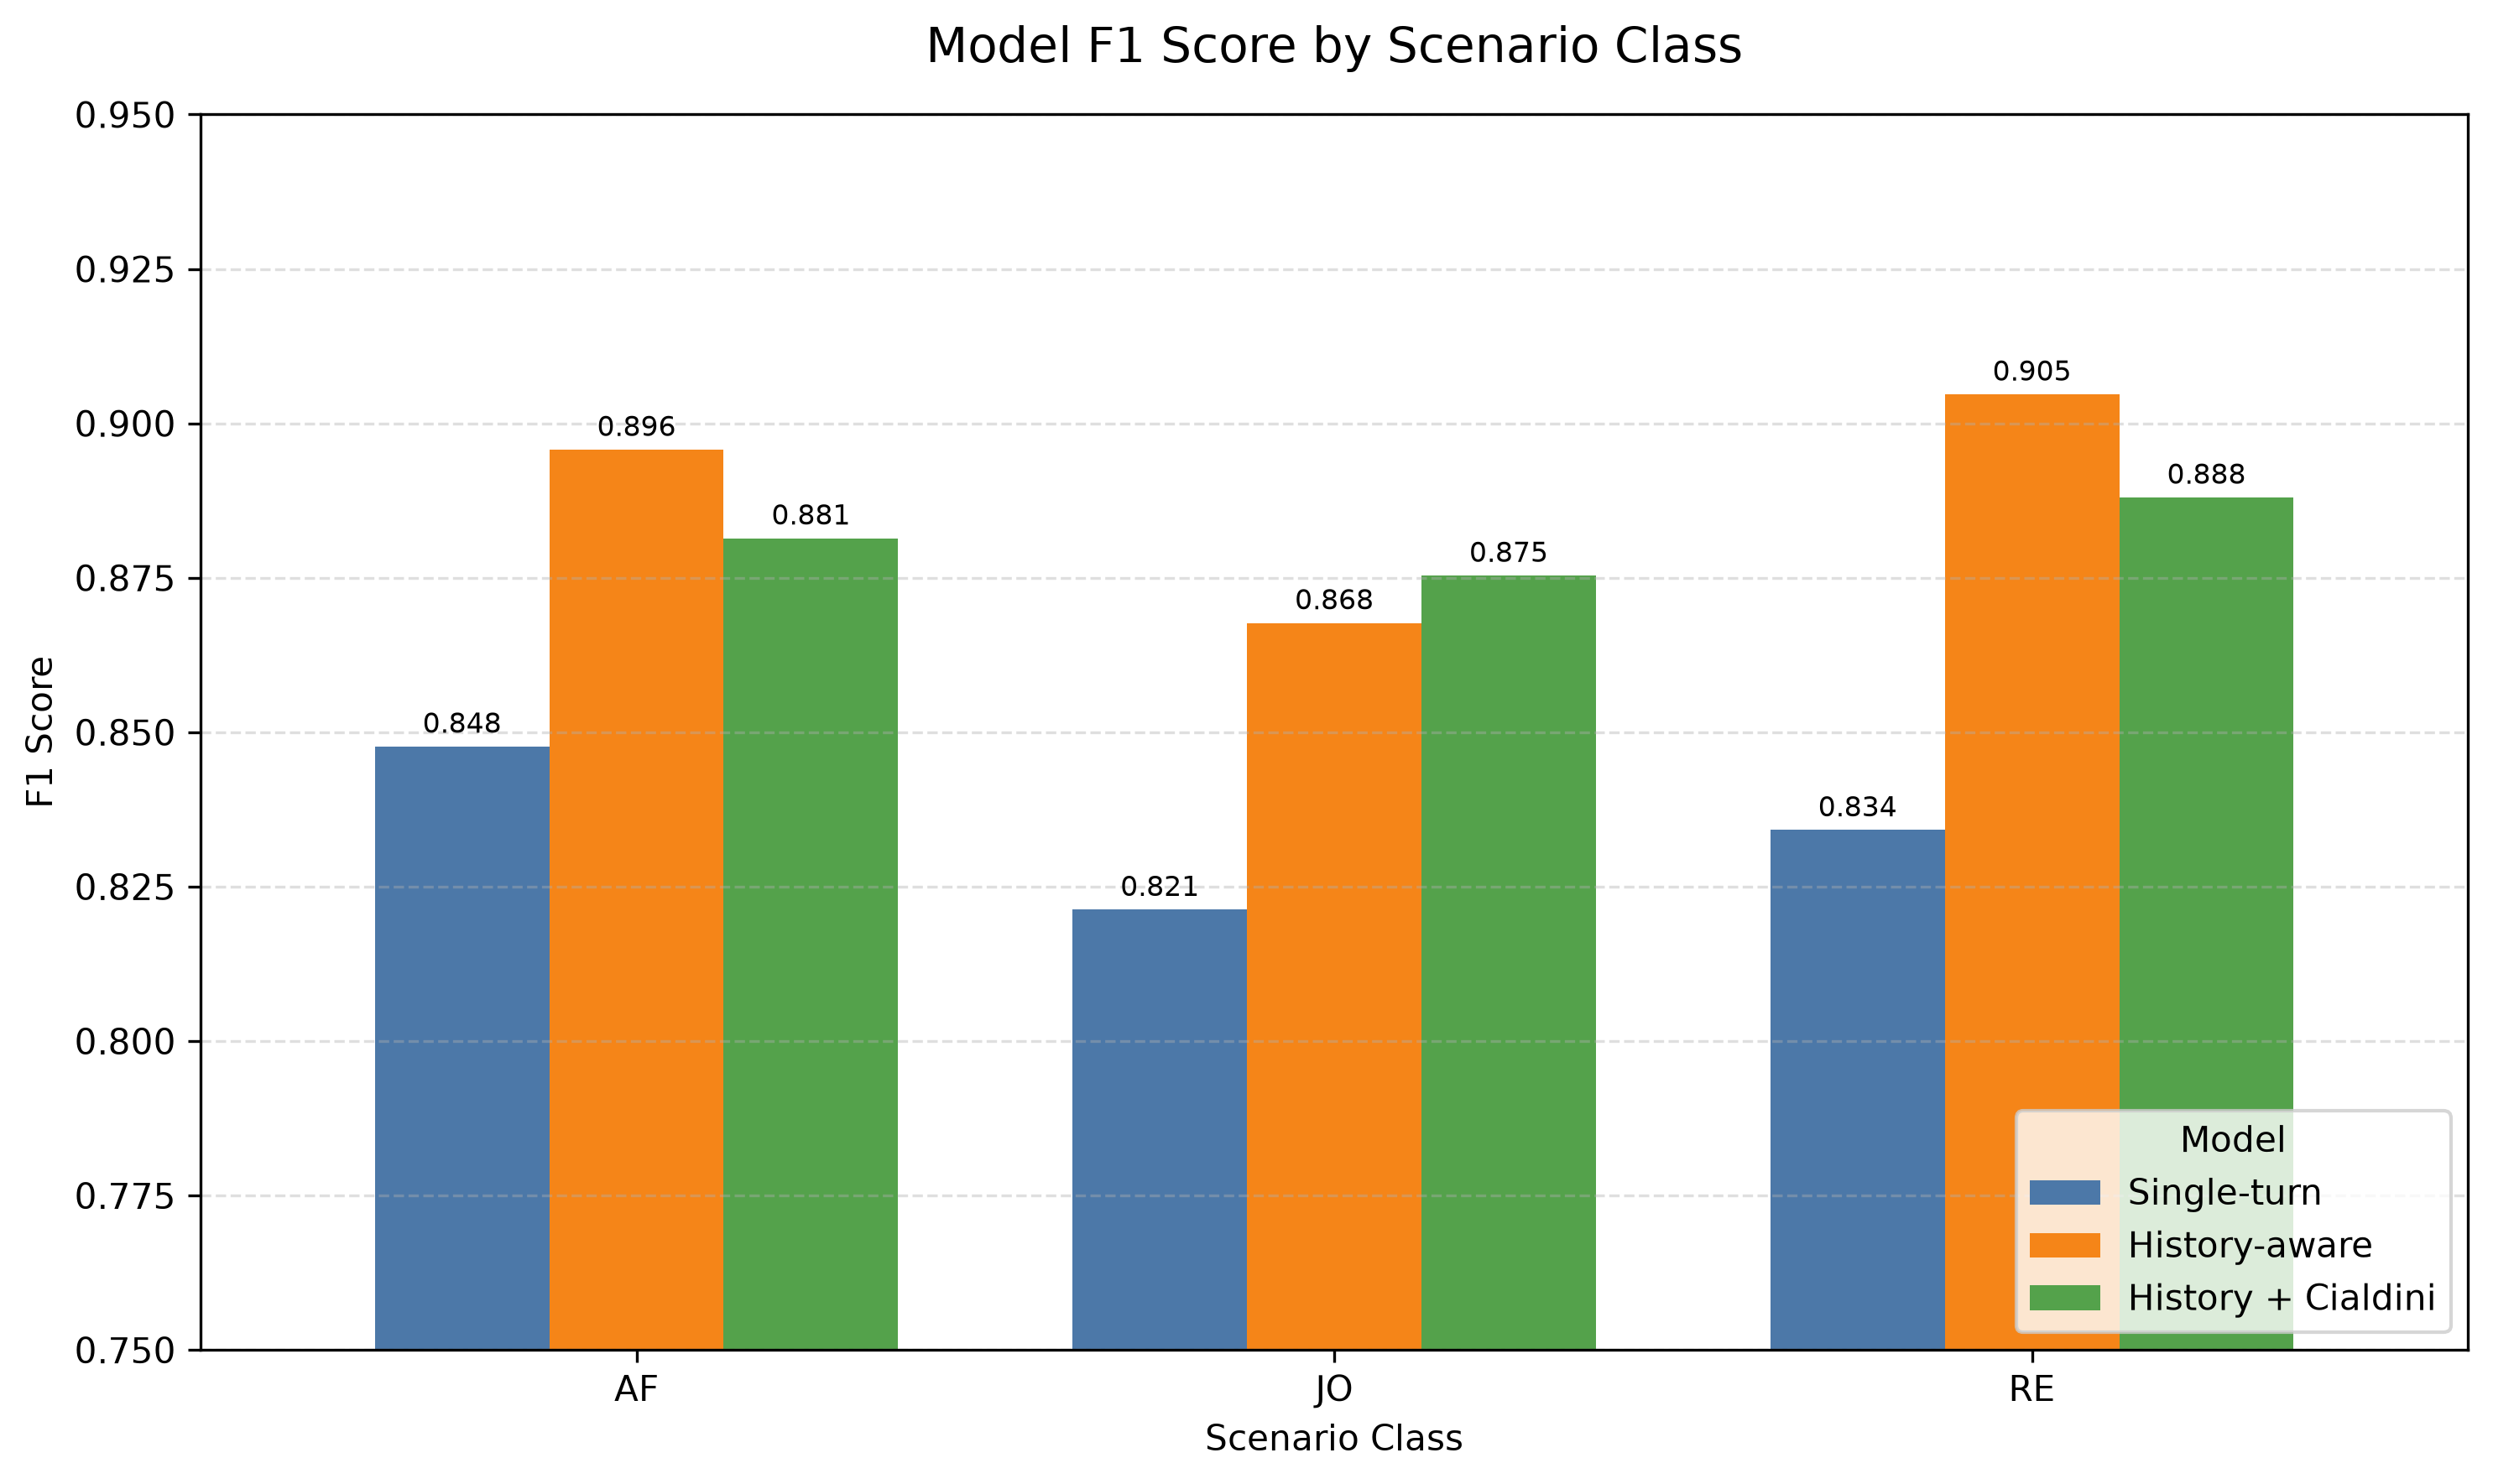 Model F1 Score by Scenario Class
0.950
0.925
0.900
0.875
0.850
0.825
0.800
0.775
0.750
F1 Score
0.848
0.896
0.881
0.821
0.868
0.875
0.834
0.905
0.888
Model
Single-turn
History-aware
History + Cialdini
AF
JO
RE
Scenario Class